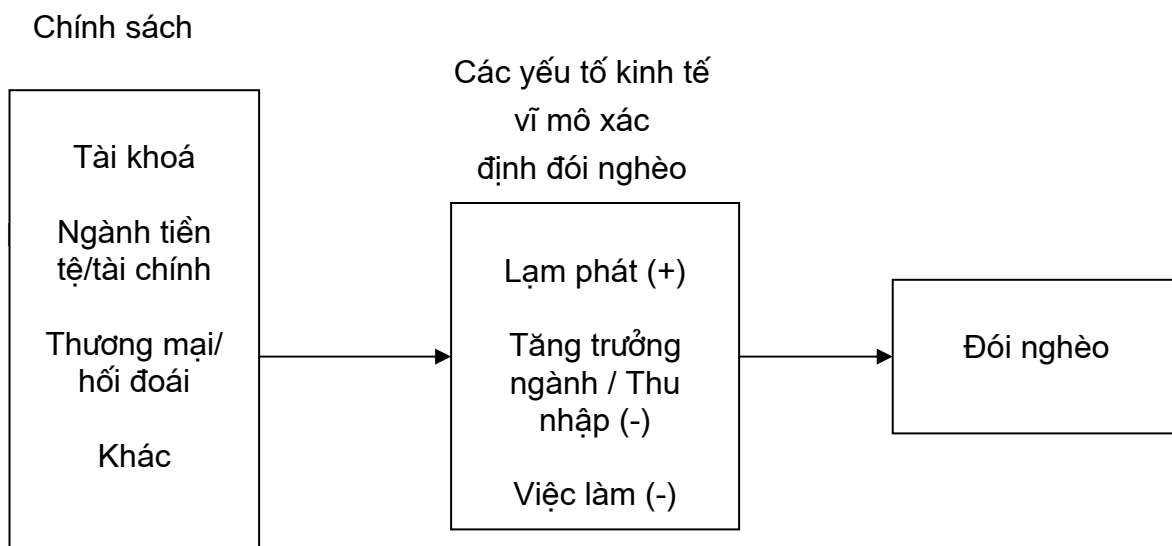 Chính sách
Tài khoá
Ngành tiền
tệ/tài chính
Thương mại/
hối đoái
Khác
Các yếu tố kinh tế
vĩ mô xác
định đói nghèo
Lạm phát (+)
Tăng trưởng
ngành / Thu
nhập (-)
Việc làm (-)
Đói nghèo